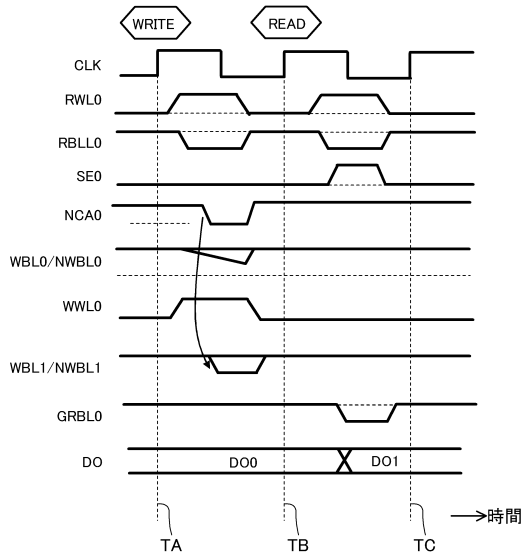 WRITE READ
CLK
RWL0
RBLL0
SE0
NCA0
WBL0/NWBL0
WWL0
WBL1/NWBL1
GRBL0
DO DO0 DO1
時間
TA TB TC